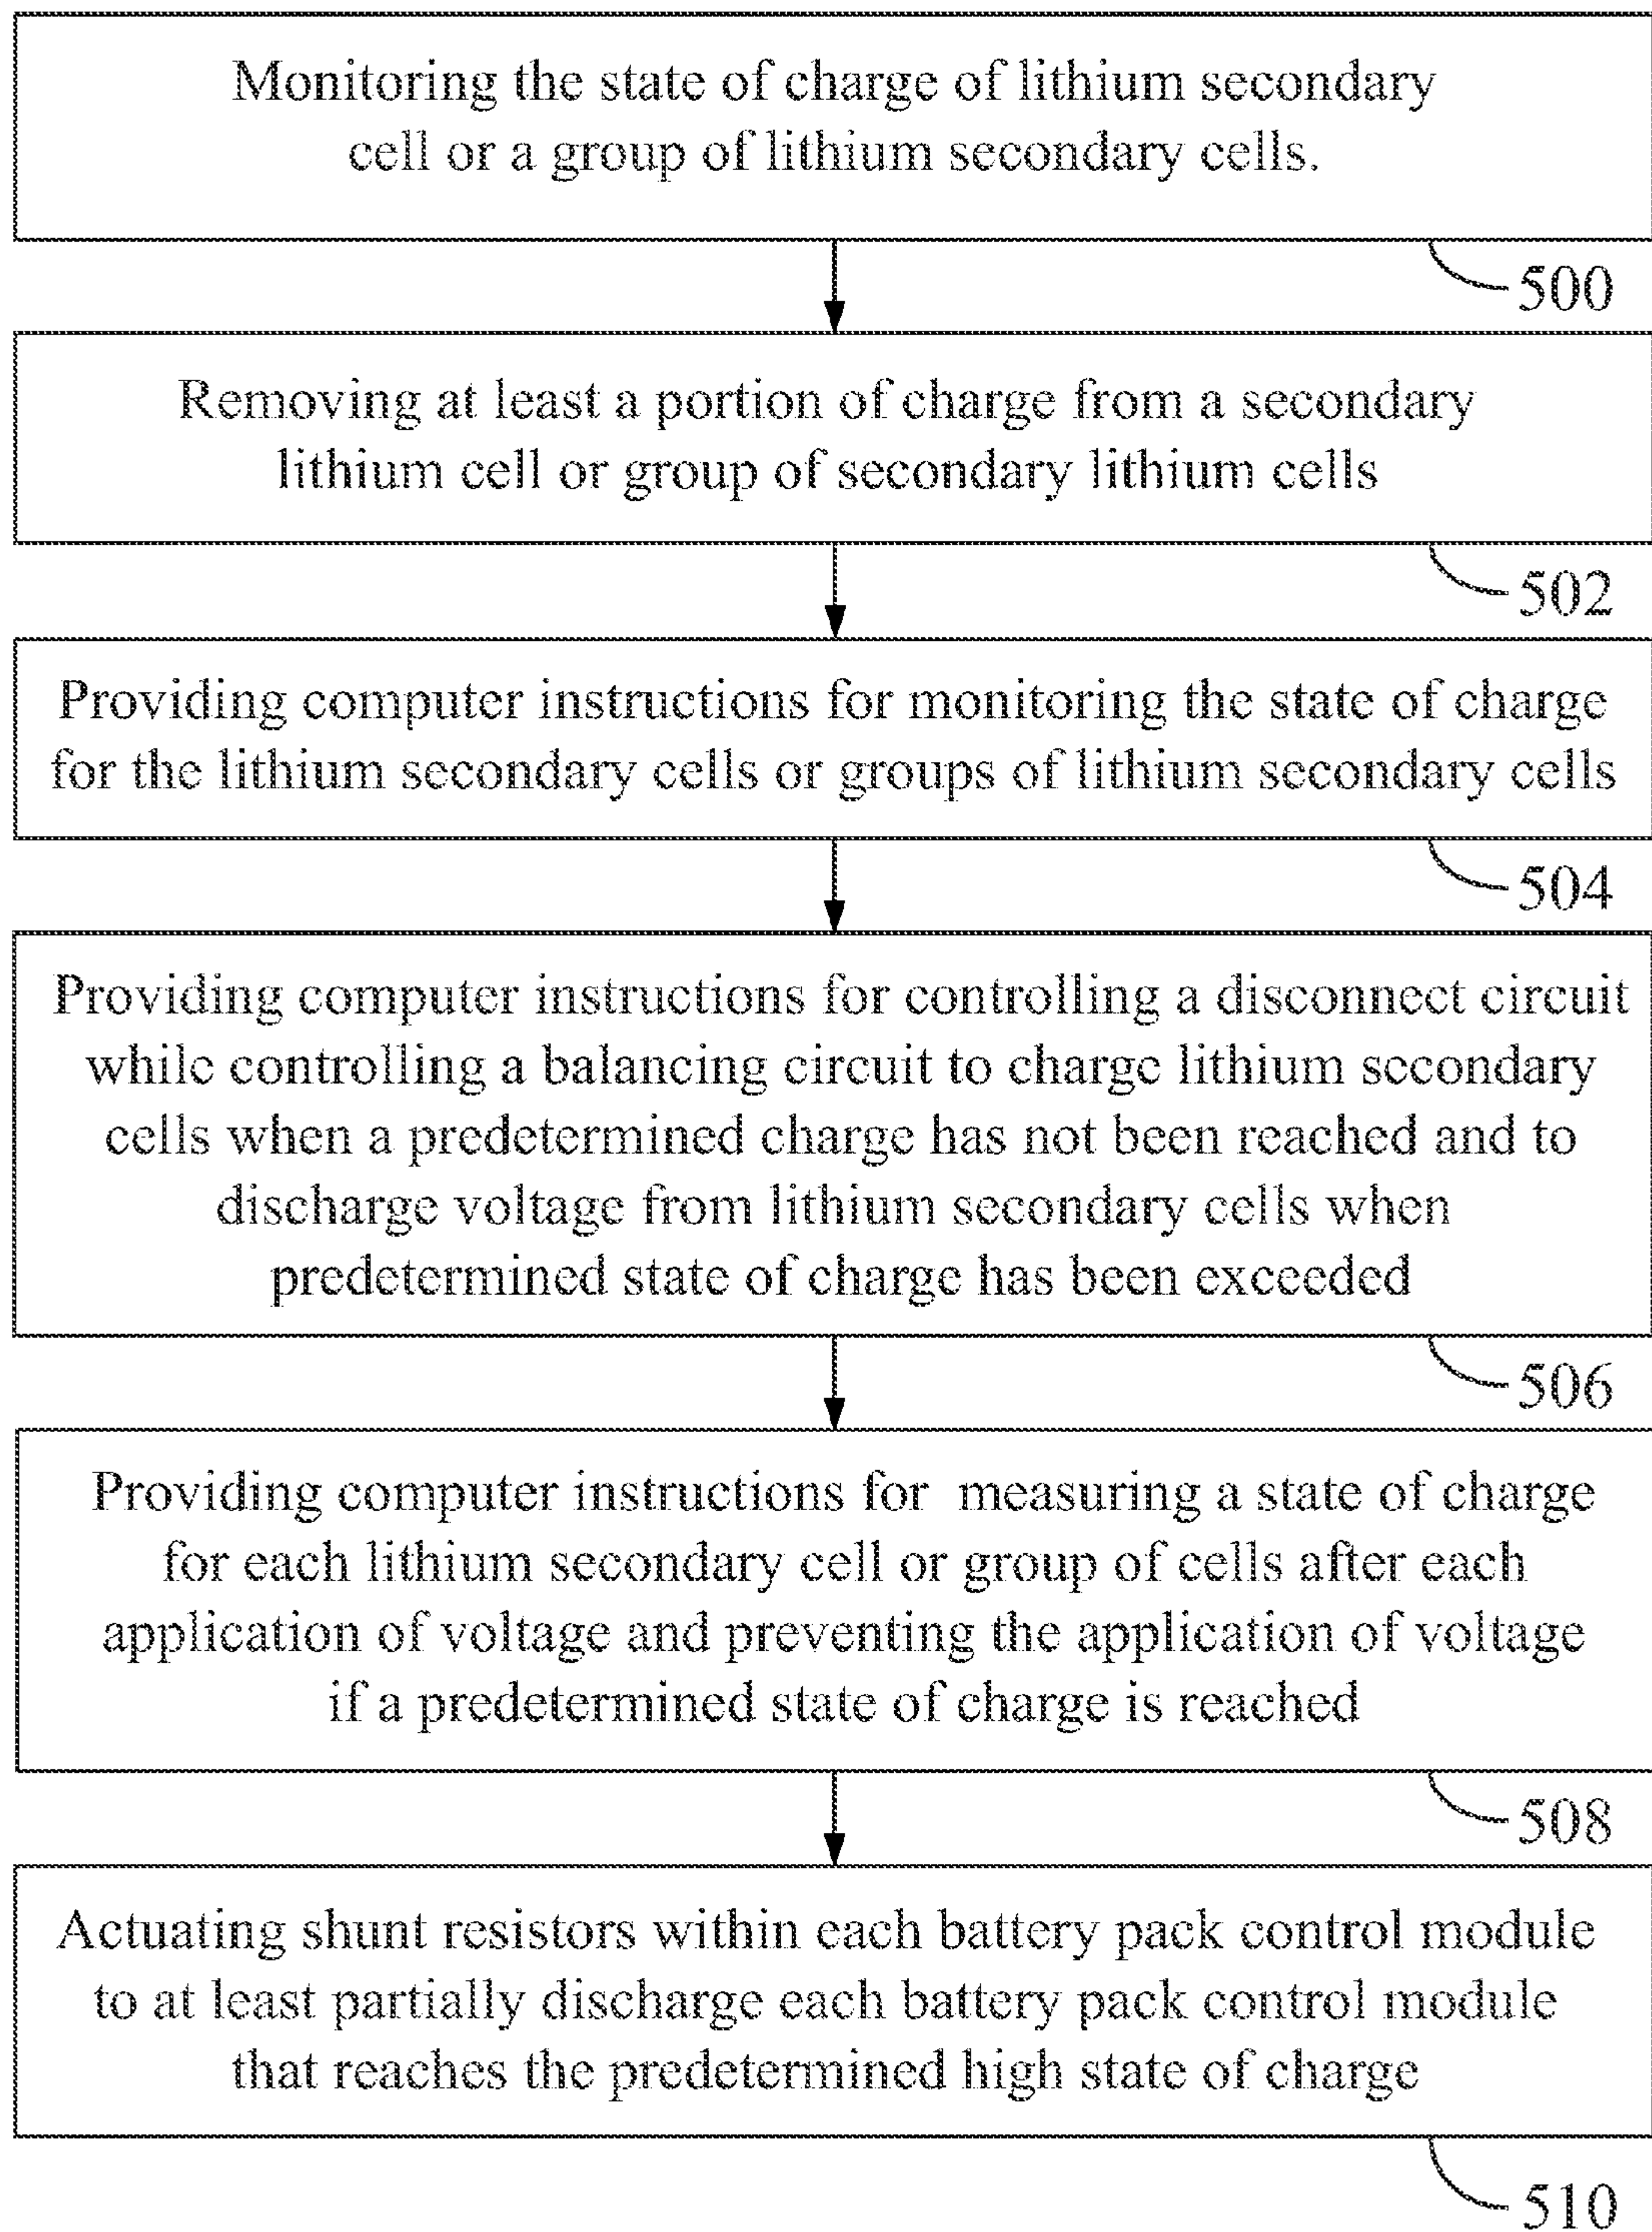 Monitoring the state of charge of lithium secondary
cell or a group of lithium secondary cells.
500
Removing at least a portion of charge from a secondary
lithium cell or group of secondary lithium cells
502
Providing computer instructions for monitoring the state of charge
for the lithium secondary cells or groups of lithium secondary cells
504
Providing computer instructions for controlling a disconnect circuit
while controlling a balancing circuit to charge lithium secondary
cells when a predetermined charge has not been reached and to
discharge voltage from lithium secondary cells when
predetermined state of charge has been exceeded
506
Providing computer instructions for measuring a state of charge
for each lithium secondary cell or group of cells after each
application of voltage and preventing the application of voltage
if a predetermined state of charge is reached
508
Actuating shunt resistors within each battery pack control module
to at least partially discharge each battery pack control module
that reaches the predetermined high state of charge
510